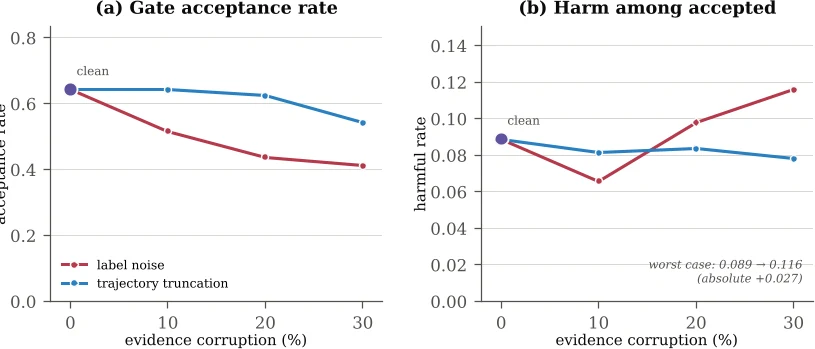 (a) Gate acceptance rate
0.8
0.6
0.4
0.2
0.0
acceptance rate
clean
label noise
trajectory truncation
0
10
20
30
evidence corruption (%)
(b) Harm among accepted
0.14
0.12
0.10
0.08
0.06
0.04
0.02
0.00
harmful rate
clean
worst case: 0.089 → 0.116
(absolute +0.027)
0
10
20
30
evidence corruption (%)